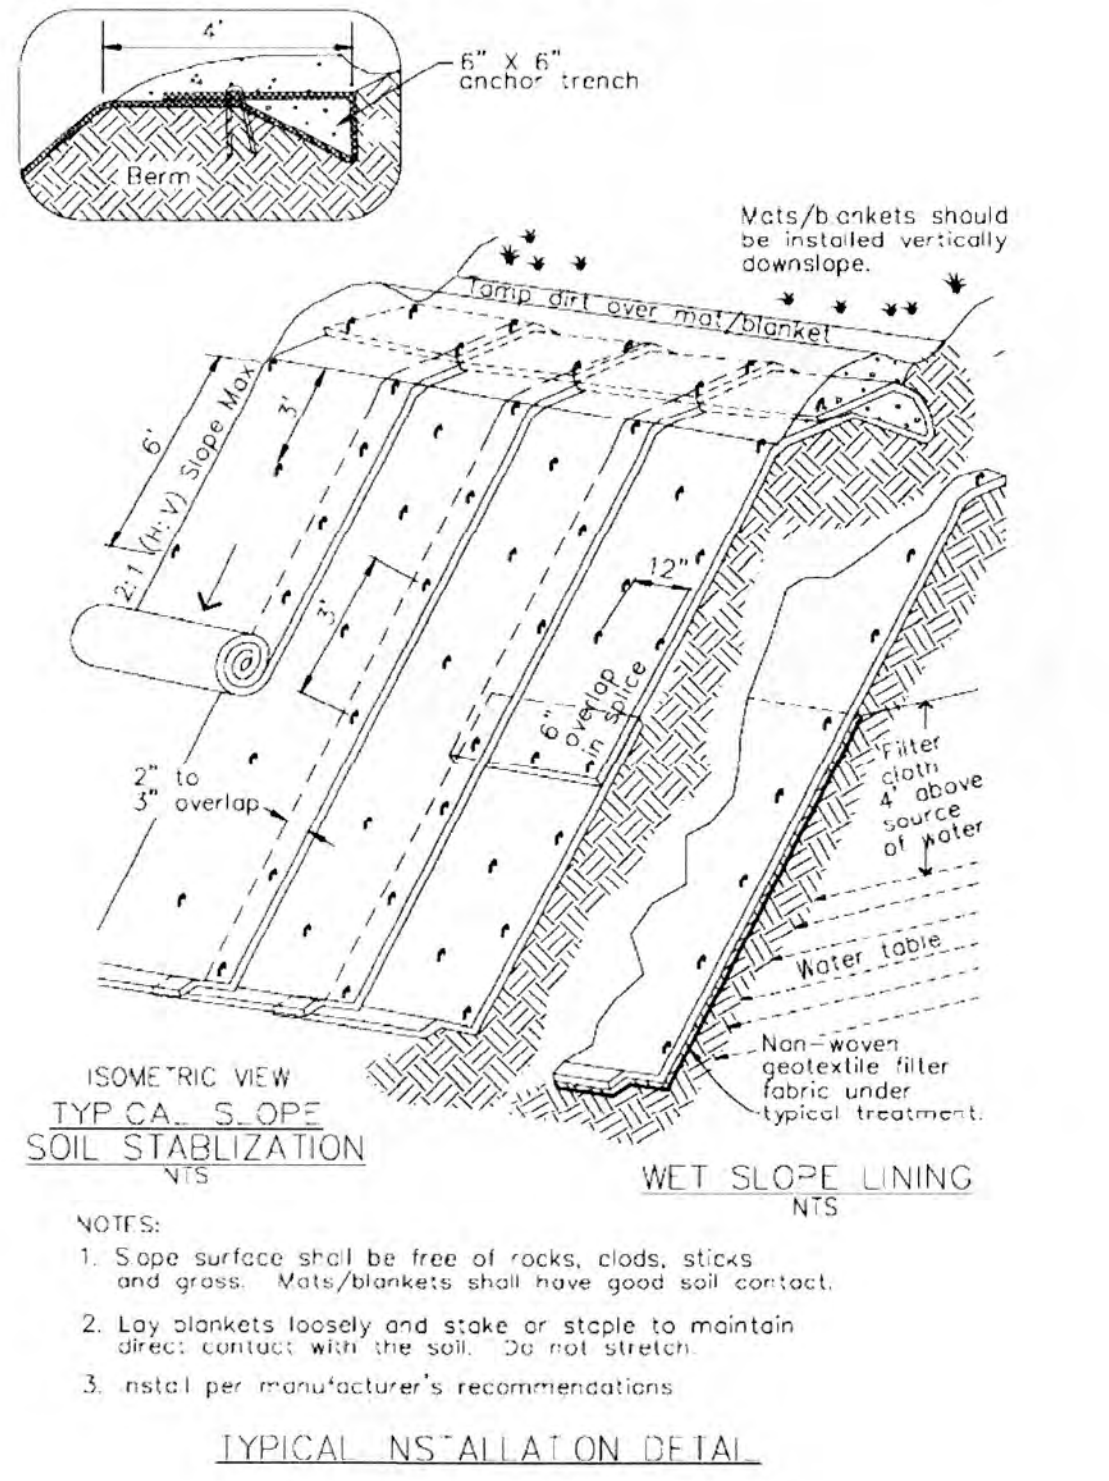 4'
6" X 6"
anchor trench
Berm
Mats/blankets should
be installed vertically
downslope.
Tamp dirt over mat/blanket
6'
2:1 (H:V) Slope Max
3'
3'
12"
6"
overlap
in splice
2" to
3" overlap
Filter
cloth
4' above
source
of water
Water table
Non-woven
geotextile filter
fabric under
typical treatment.
ISOMETRIC VIEW
TYPICAL SLOPE
SOIL STABLIZATION
NTS
WET SLOPE LINING
NTS
NOTES:
1. Slope surface shall be free of rocks, clods, sticks
and grass. Mats/blankets shall have good soil contact.
2. Lay blankets loosely and stake or staple to maintain
direct contact with the soil. Do not stretch.
3. Install per manufacturer's recommendations
TYPICAL INSTALLATION DETAIL